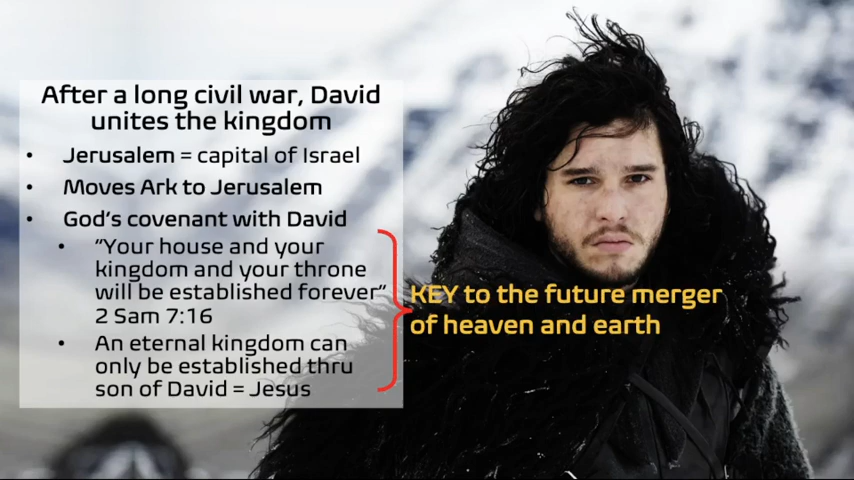 After a long civil war, David
unites the kingdom
• Jerusalem = capital of Israel
• Moves Ark to Jerusalem
• God's covenant with David
• "Your house and your
kingdom and your throne
will be established forever"
2 Sam 7:16
• An eternal kingdom can
only be established thru
son of David = Jesus
KEY to the future merger
of heaven and earth